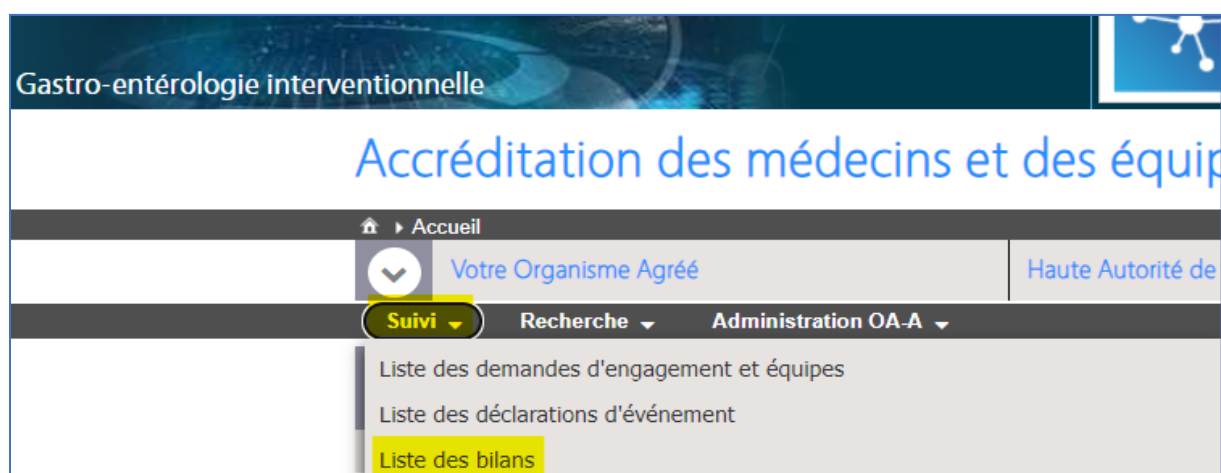 Gastro-entérologie interventionnelle
Accréditation des médecins et des
Accueil
Votre Organisme Agréé
Haute Autorité de
Suivi
Recherche
Administration OA-A
Liste des demandes d'engagement et équipes
Liste des déclarations d'événement
Liste des bilans